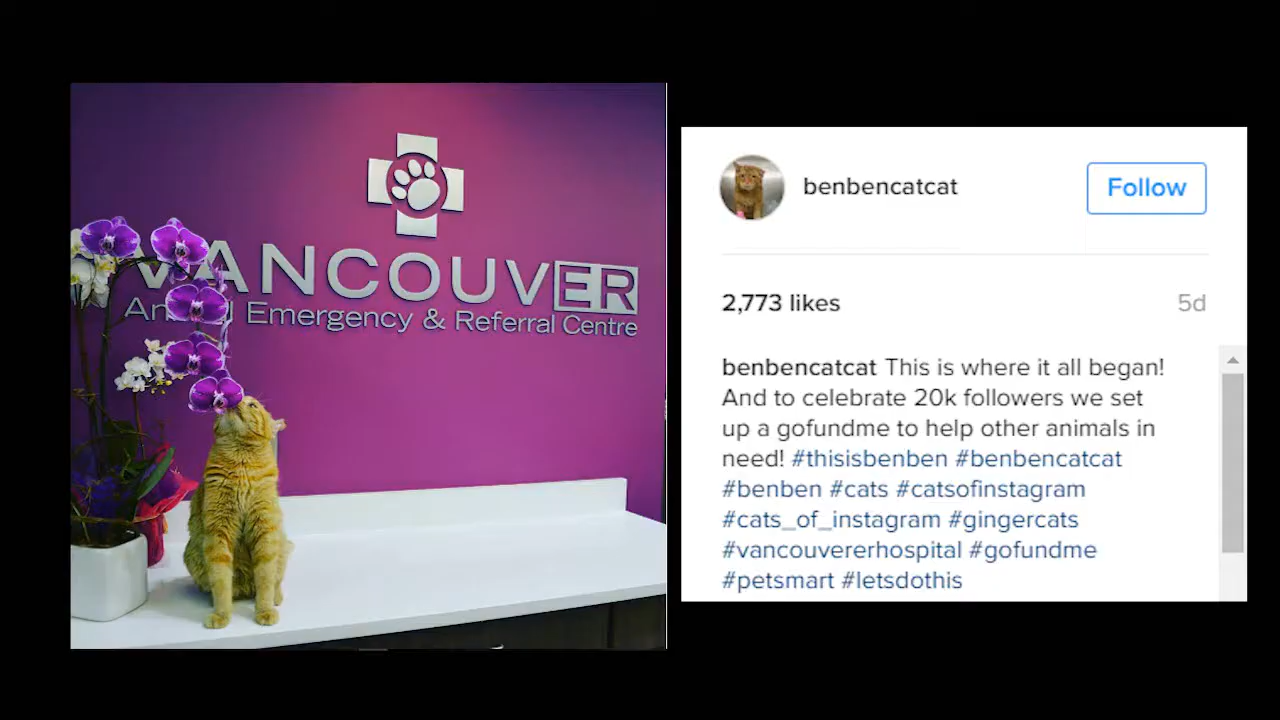 VANCOUVER
Animal Emergency & Referral Centre
benbencatcat
Follow
2,773 likes
5d
benbencatcat This is where it all began!
And to celebrate 20k followers we set
up a gofundme to help other animals in
need! #thisisbenben #benbencatcat
#benben #cats #catsofinstagram
#cats_of_instagram #gingercats
#vancouvererhospital #gofundme
#petsmart #letsdothis